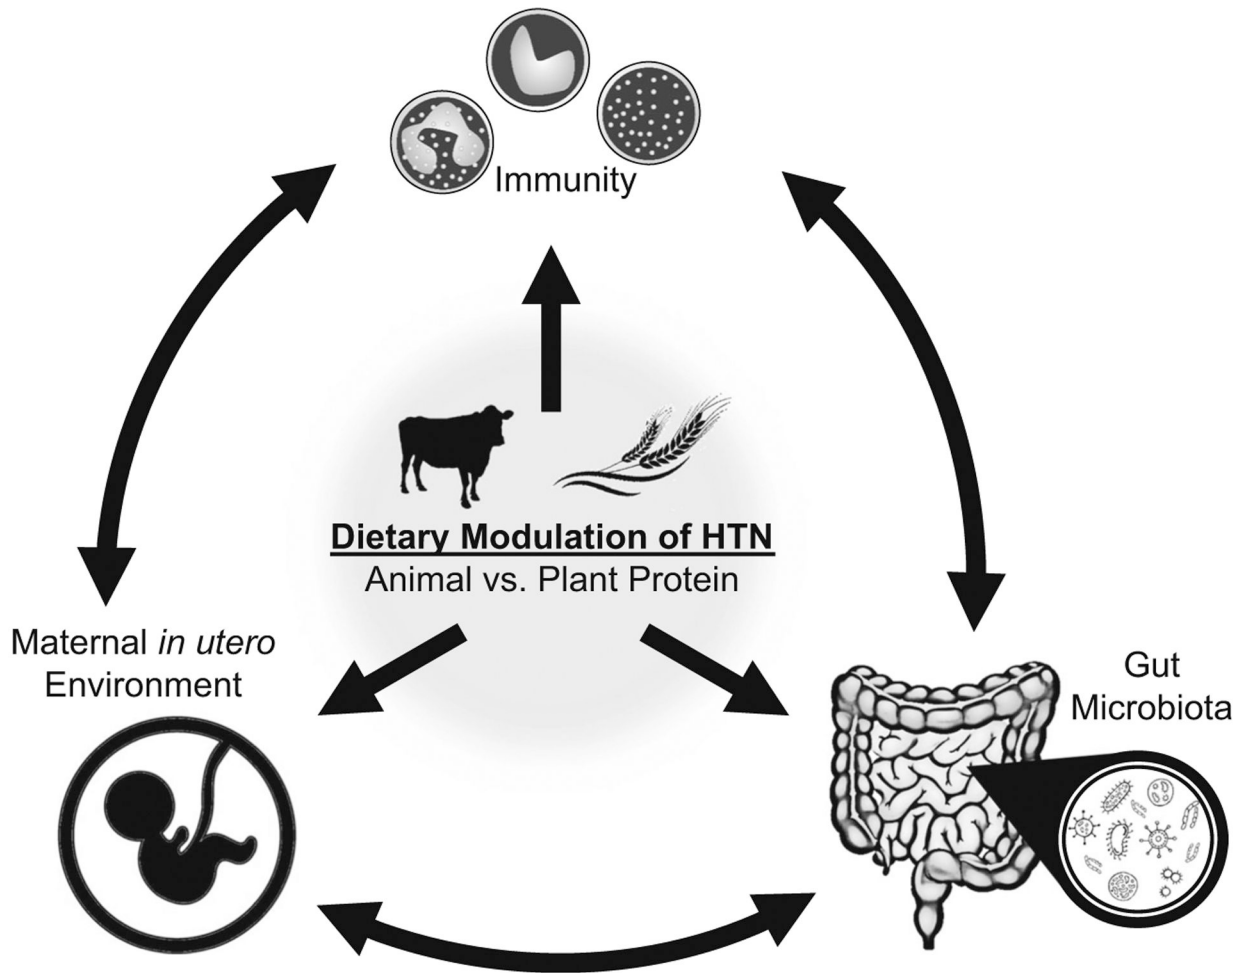 Immunity
Dietary Modulation of HTN
Animal vs. Plant Protein
Maternal in utero
Environment
Gut
Microbiota